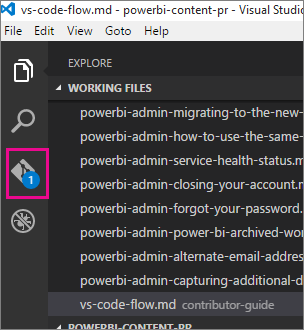 vs-code-flow.md - powerbi-content-pr - Visual Studio
File Edit View Goto Help
EXPLORE
WORKING FILES
powerbi-admin-migrating-to-the-new-
powerbi-admin-how-to-use-the-same-
powerbi-admin-service-health-status.m
powerbi-admin-closing-your-account.m
powerbi-admin-forgot-your-password.
powerbi-admin-power-bi-archived-wo
powerbi-admin-alternate-email-addres
powerbi-admin-capturing-additional-d
vs-code-flow.md contributor-guide
POWERBI-CONTENT-PR
1